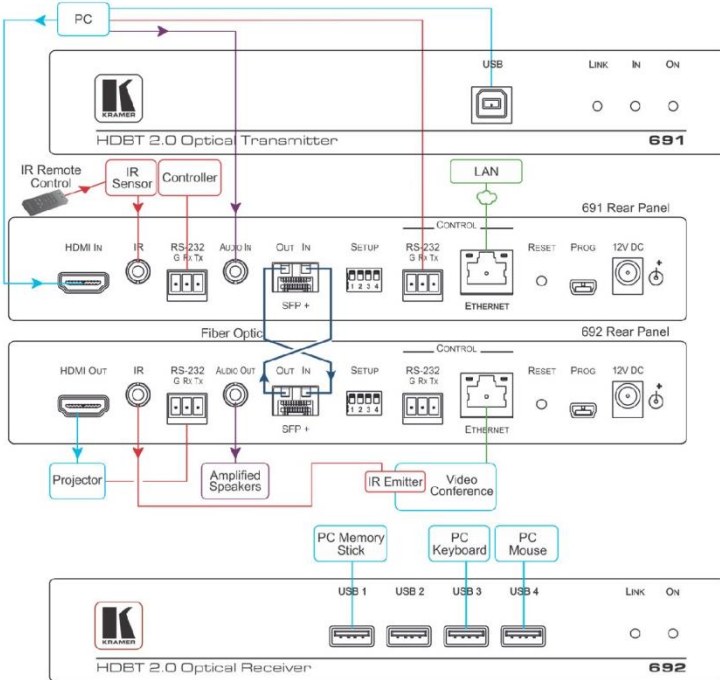 PC
USB
LINK IN ON
KRAMER
HDBT 2.0 Optical Transmitter 691
IR Remote
Control
IR
Sensor
Controller
LAN
691 Rear Panel
CONTROL
HDMI IN IR RS-232 AUDIO IN OUT IN SETUP RS-232 RESET PROG 12V DC
G Rx Tx G Rx Tx +
1 2 3 4
SFP + ETHERNET
Fiber Optic 692 Rear Panel
CONTROL
HDMI OUT IR RS-232 AUDIO OUT OUT IN SETUP RS-232 RESET PROG 12V DC
G Rx Tx G Rx Tx +
1 2 3 4
SFP + ETHERNET
Projector
Amplified
Speakers
IR Emitter
Video
Conference
PC Memory
Stick
PC
Keyboard
PC
Mouse
USB 1 USB 2 USB 3 USB 4 LINK ON
KRAMER
HDBT 2.0 Optical Receiver 692